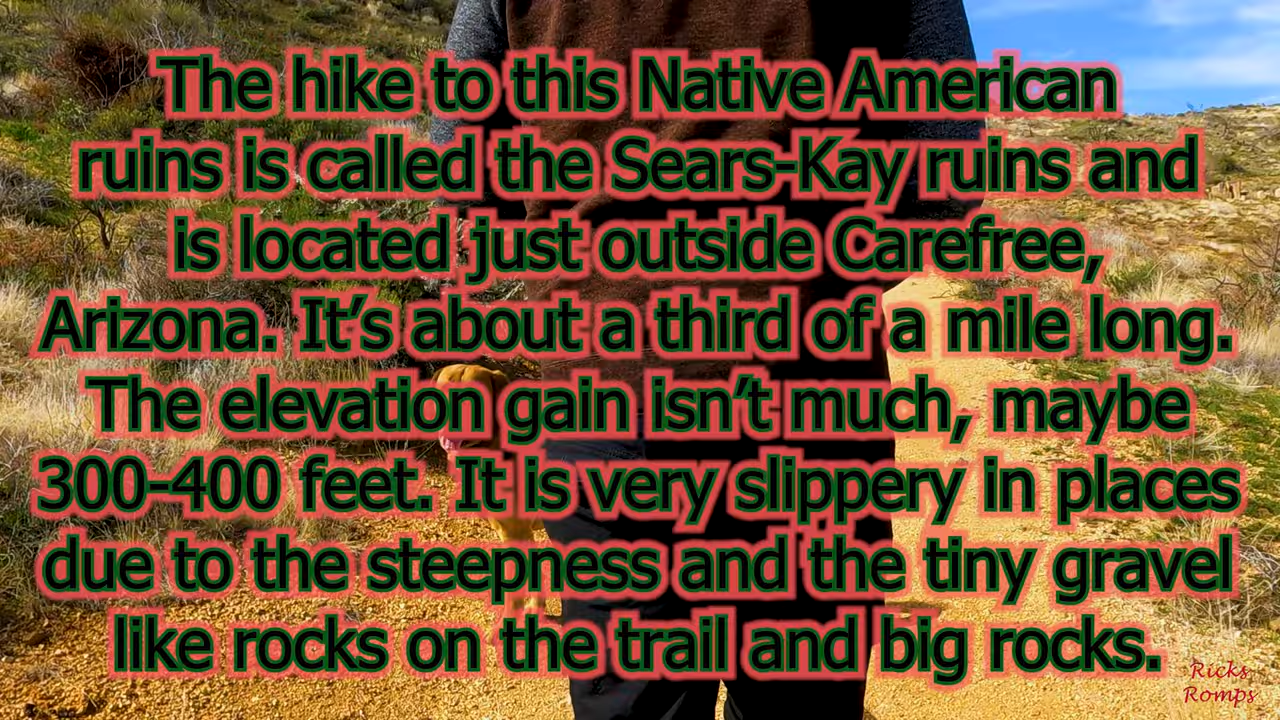 The hike to this Native American
ruins is called the Sears-Kay ruins and
is located just outside Carefree,
Arizona. It’s about a third of a mile long.
The elevation gain isn’t much, maybe
300-400 feet. It is very slippery in places
due to the steepness and the tiny gravel
like rocks on the trail and big rocks.
Ricks
Romps